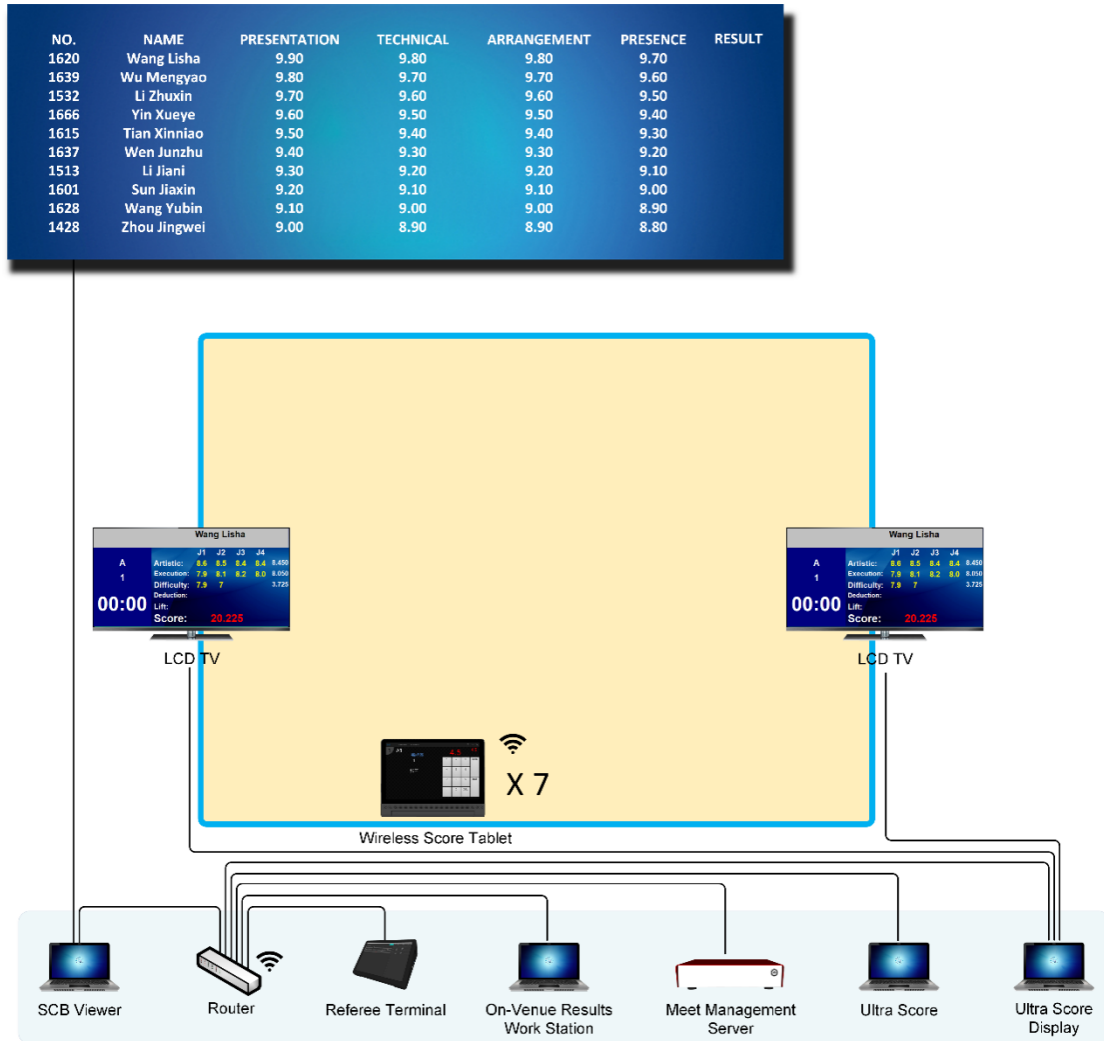 NO. NAME PRESENTATION TECHNICAL ARRANGEMENT PRESENCE RESULT
1620 Wang Lisha 9.90 9.80 9.80 9.70
1639 Wu Mengyao 9.80 9.70 9.70 9.60
1532 Li Zhuxin 9.70 9.60 9.60 9.50
1666 Yin Xueye 9.60 9.50 9.50 9.40
1615 Tian Xinniao 9.50 9.40 9.40 9.30
1637 Wen Junzhu 9.40 9.30 9.30 9.20
1513 Li Jiani 9.30 9.20 9.20 9.10
1601 Sun Jiaxin 9.20 9.10 9.10 9.00
1628 Wang Yubin 9.10 9.00 9.00 8.90
1428 Zhou Jingwei 9.00 8.90 8.90 8.80
Wang Lisha
J1 J2 J3 J4
A
1
00:00
Artistic: 8.6 8.5 8.4 8.4 8.450
Execution: 7.9 8.1 8.2 8.0 8.050
Difficulty: 7.9 7 3.725
Deduction:
Lift:
Score: 20.225
LCD TV
Wang Lisha
J1 J2 J3 J4
A
1
00:00
Artistic: 8.6 8.5 8.4 8.4 8.450
Execution: 7.9 8.1 8.2 8.0 8.050
Difficulty: 7.9 7 3.725
Deduction:
Lift:
Score: 20.225
LCD TV
4.5
X 7
Wireless Score Tablet
SCB Viewer
Router
Referee Terminal
On-Venue Results
Work Station
Meet Management
Server
Ultra Score
Ultra Score
Display